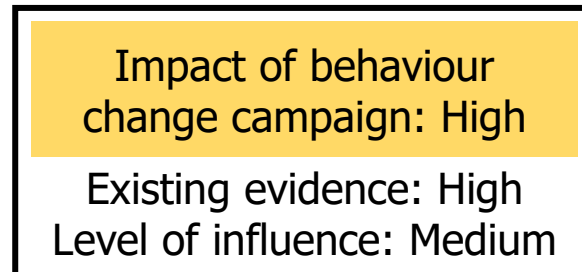 Impact of behaviour
change campaign: High
Existing evidence: High
Level of influence: Medium